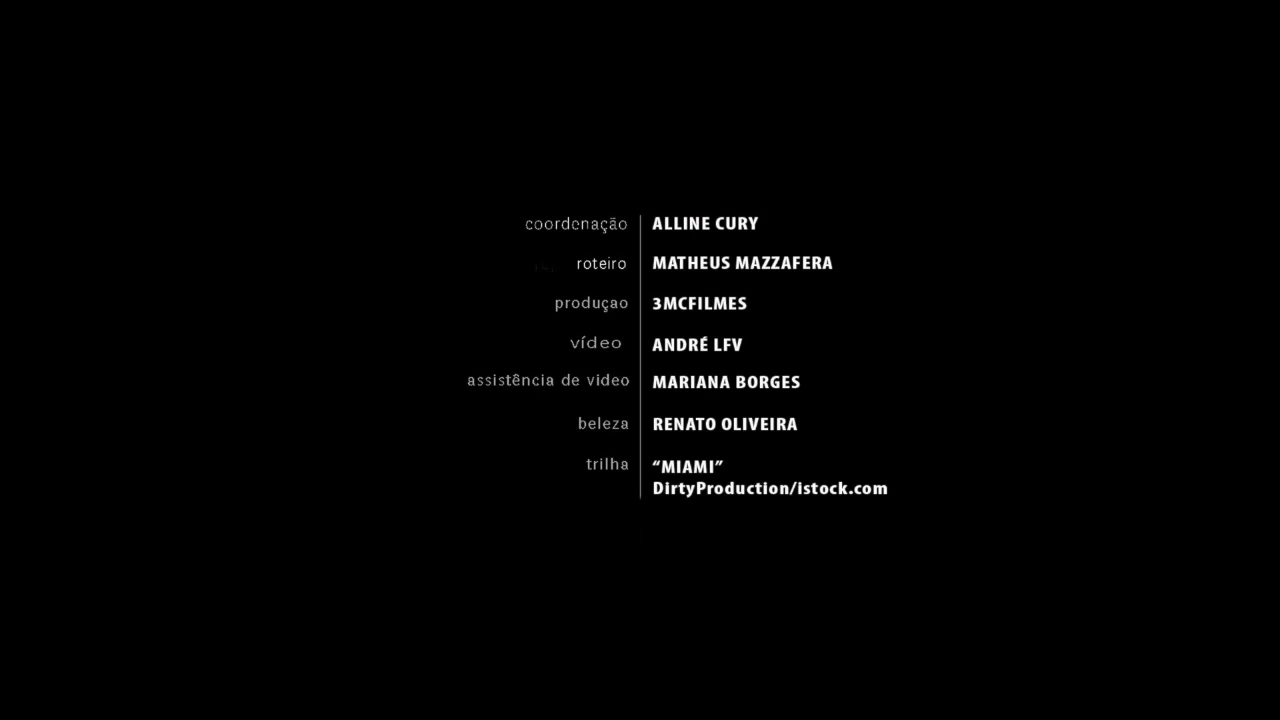 coordenação ALLINE CURY
roteiro MATHEUS MAZZAFERA
produçao 3MCFILMES
vídeo ANDRÉ LFV
assistência de video MARIANA BORGES
beleza RENATO OLIVEIRA
trilha “MIAMI”
DirtyProduction/istock.com